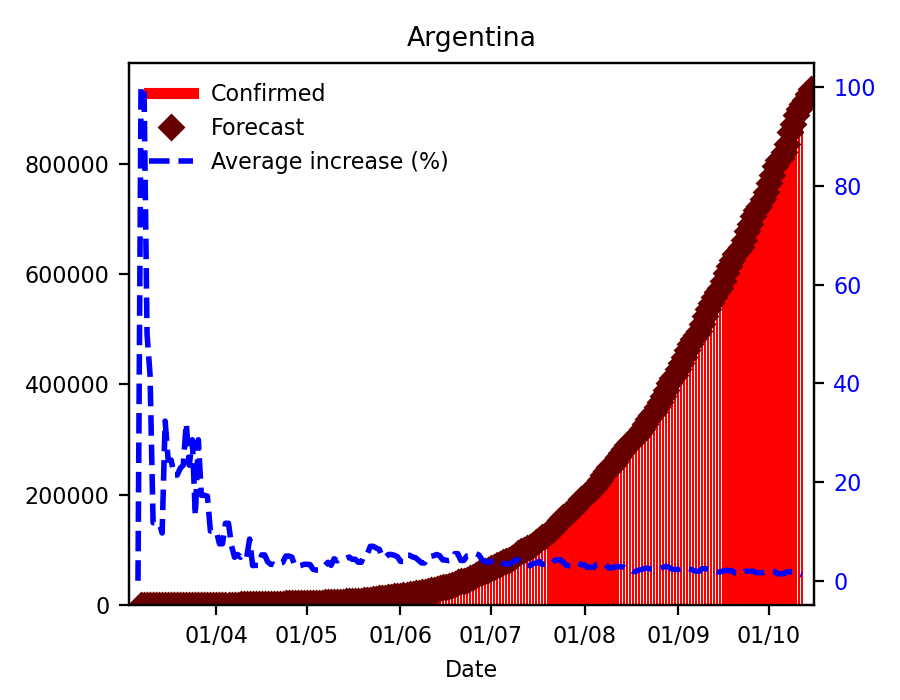 Argentina
Confirmed
Forecast
Average increase (%)
800000
600000
400000
200000
0
100
80
60
40
20
0
01/04 01/05 01/06 01/07 01/08 01/09 01/10
Date